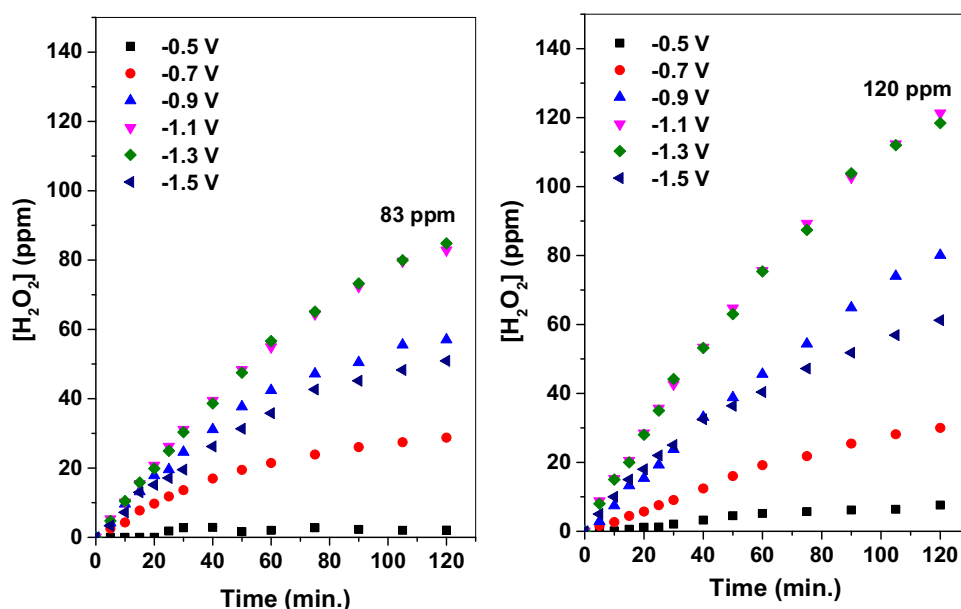 140
120
100
80
60
40
20
0
[H₂O₂] (ppm)
-0.5 V
-0.7 V
-0.9 V
-1.1 V
-1.3 V
-1.5 V
83 ppm
0 20 40 60 80 100 120
Time (min.)
140
120
100
80
60
40
20
0
[H₂O₂] (ppm)
-0.5 V
-0.7 V
-0.9 V
-1.1 V
-1.3 V
-1.5 V
120 ppm
0 20 40 60 80 100 120
Time (min.)